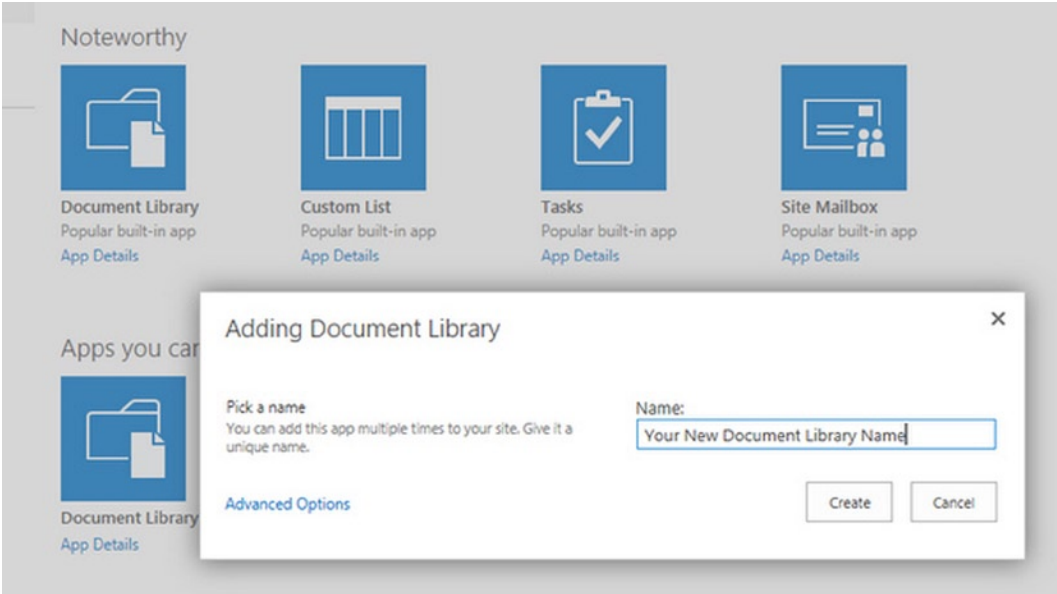 Noteworthy
Document Library
Popular built-in app
App Details
Custom List
Popular built-in app
App Details
Tasks
Popular built-in app
App Details
Site Mailbox
Popular built-in app
App Details
Apps you car
Document Library
App Details
Adding Document Library
Pick a name
You can add this app multiple times to your site. Give it a
unique name.
Name:
Your New Document Library Name
Advanced Options
Create
Cancel